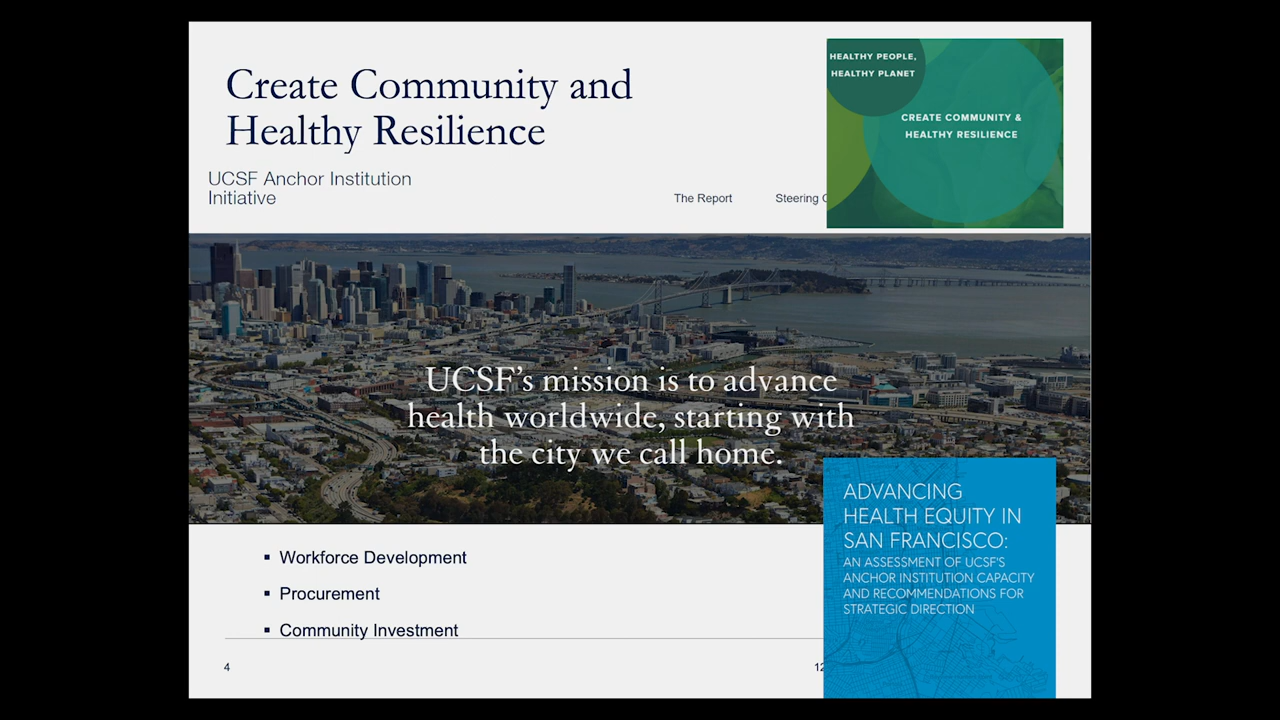 Create Community and
Healthy Resilience
HEALTHY PEOPLE,
HEALTHY PLANET
CREATE COMMUNITY &
HEALTHY RESILIENCE
UCSF Anchor Institution
Initiative
The Report
Steering
UCSF's mission is to advance
health worldwide, starting with
the city we call home.
▪ Workforce Development
▪ Procurement
▪ Community Investment
ADVANCING
HEALTH EQUITY IN
SAN FRANCISCO:
AN ASSESSMENT OF UCSF'S
ANCHOR INSTITUTION CAPACITY
AND RECOMMENDATIONS FOR
STRATEGIC DIRECTION
4
12